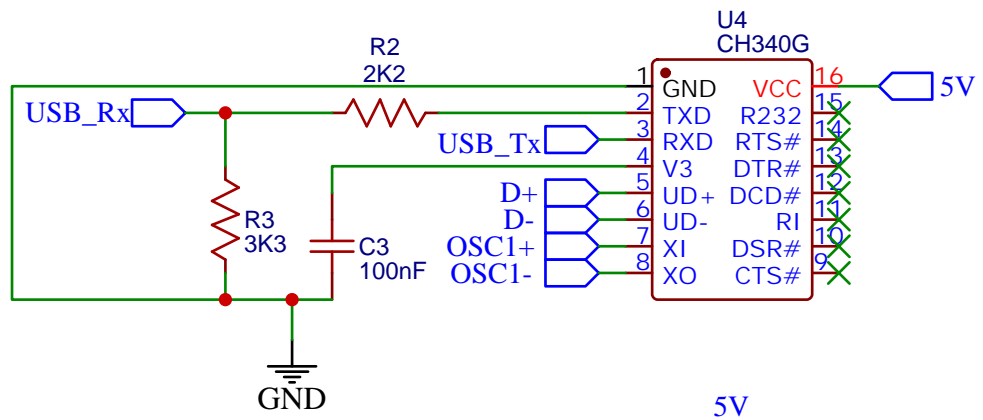 U4
CH340G
R2
2K2
1 GND VCC 16 5V
USB_Rx 2 TXD R232 15
USB_Tx 3 RXD RTS# 14
4 V3 DTR# 13
D+ 5 UD+ DCD# 12
D- 6 UD- RI 11
OSC1+ 7 XI DSR# 10
OSC1- 8 XO CTS# 9
R3
3K3
C3
100nF
GND
5V